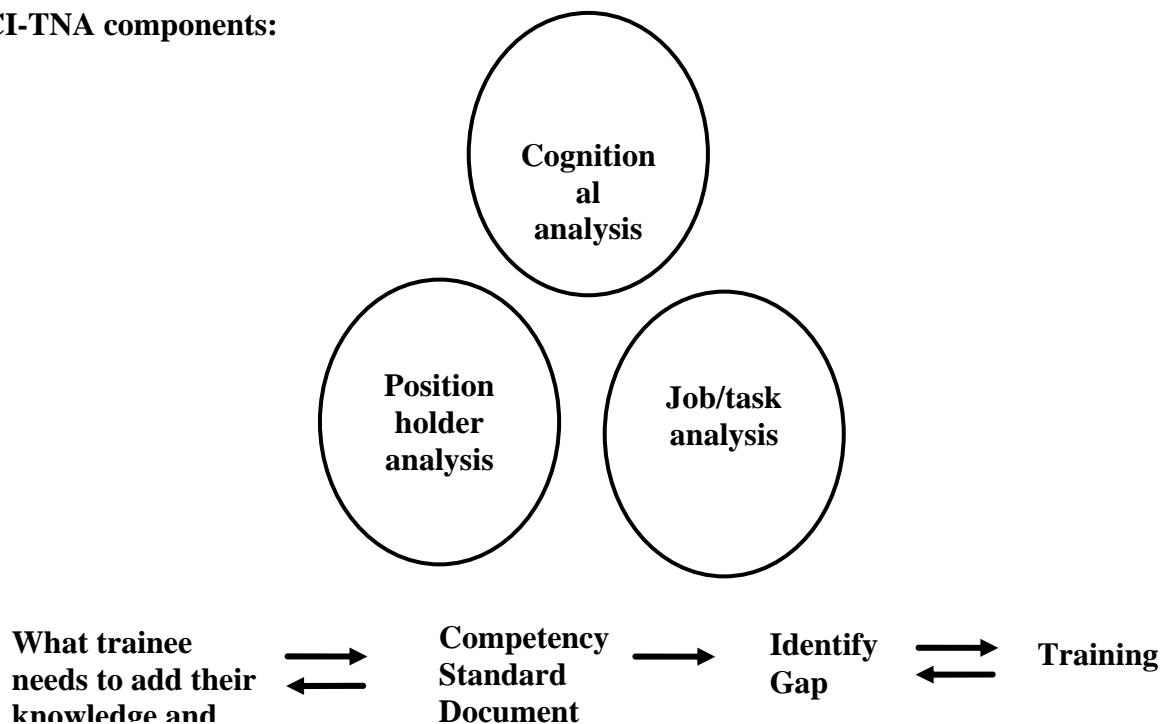 CI-TNA components:
Cognition
al
analysis
Position
holder
analysis
Job/task
analysis
What trainee
needs to add their
knowledge and
Competency
Standard
Document
Identify
Gap
Training